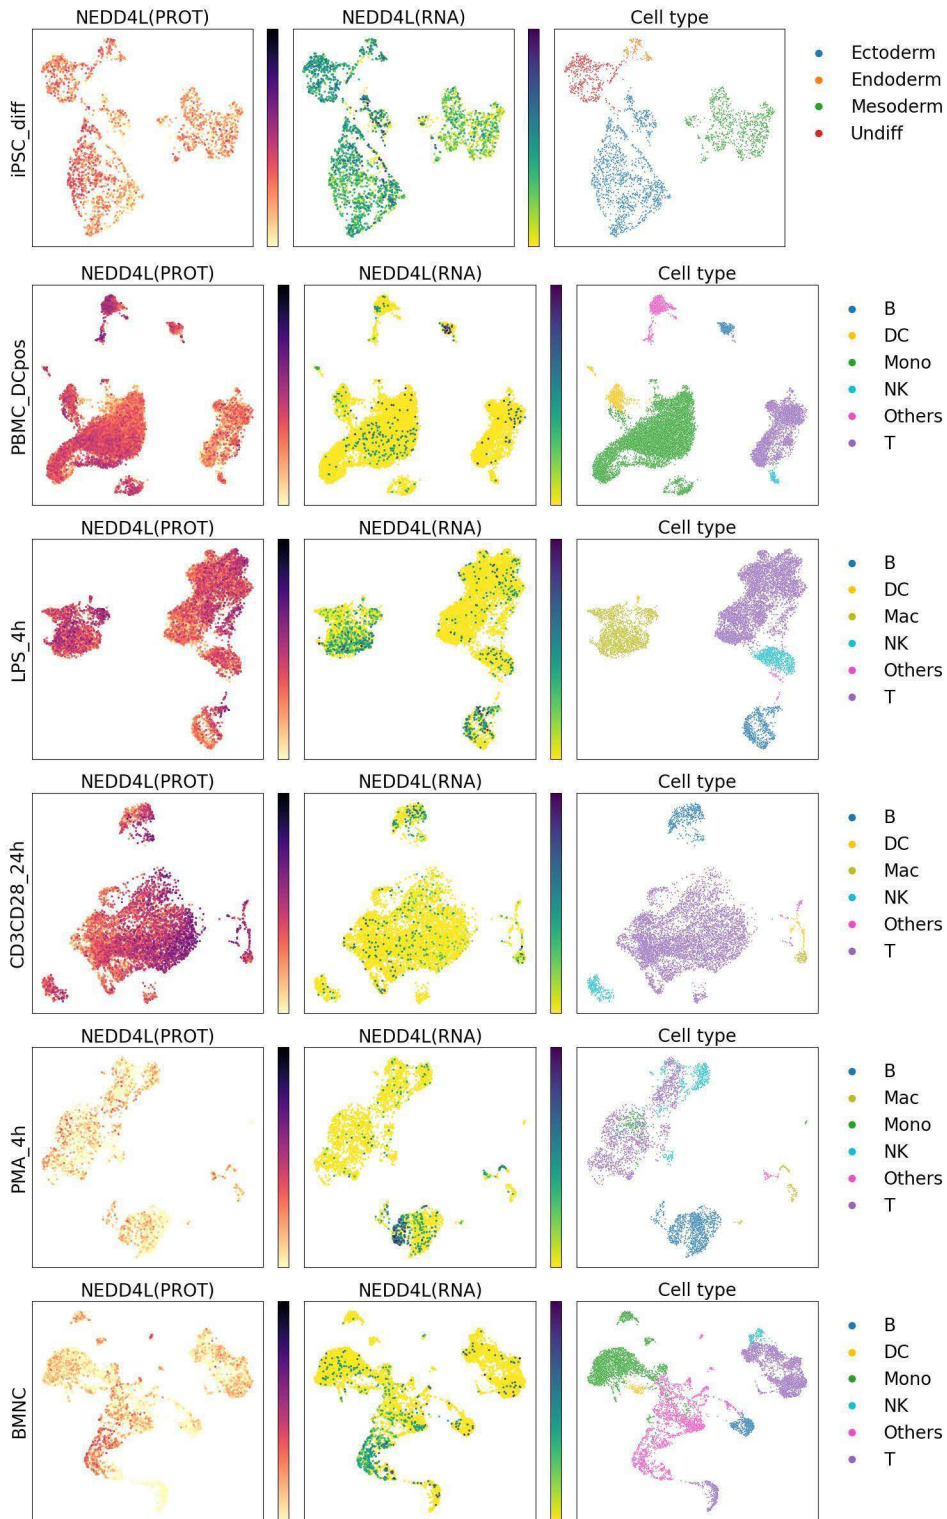 NEDD4L(PROT) NEDD4L(RNA) Cell type
iPSC_diff
Ectoderm
Endoderm
Mesoderm
Undiff
NEDD4L(PROT) NEDD4L(RNA) Cell type
PBMC_DCpos
B
DC
Mono
NK
Others
T
NEDD4L(PROT) NEDD4L(RNA) Cell type
LPS_4h
B
DC
Mac
NK
Others
T
NEDD4L(PROT) NEDD4L(RNA) Cell type
CD3CD28_24h
B
DC
Mac
NK
Others
T
NEDD4L(PROT) NEDD4L(RNA) Cell type
PMA_4h
B
Mac
Mono
NK
Others
T
NEDD4L(PROT) NEDD4L(RNA) Cell type
BMNC
B
DC
Mono
NK
Others
T